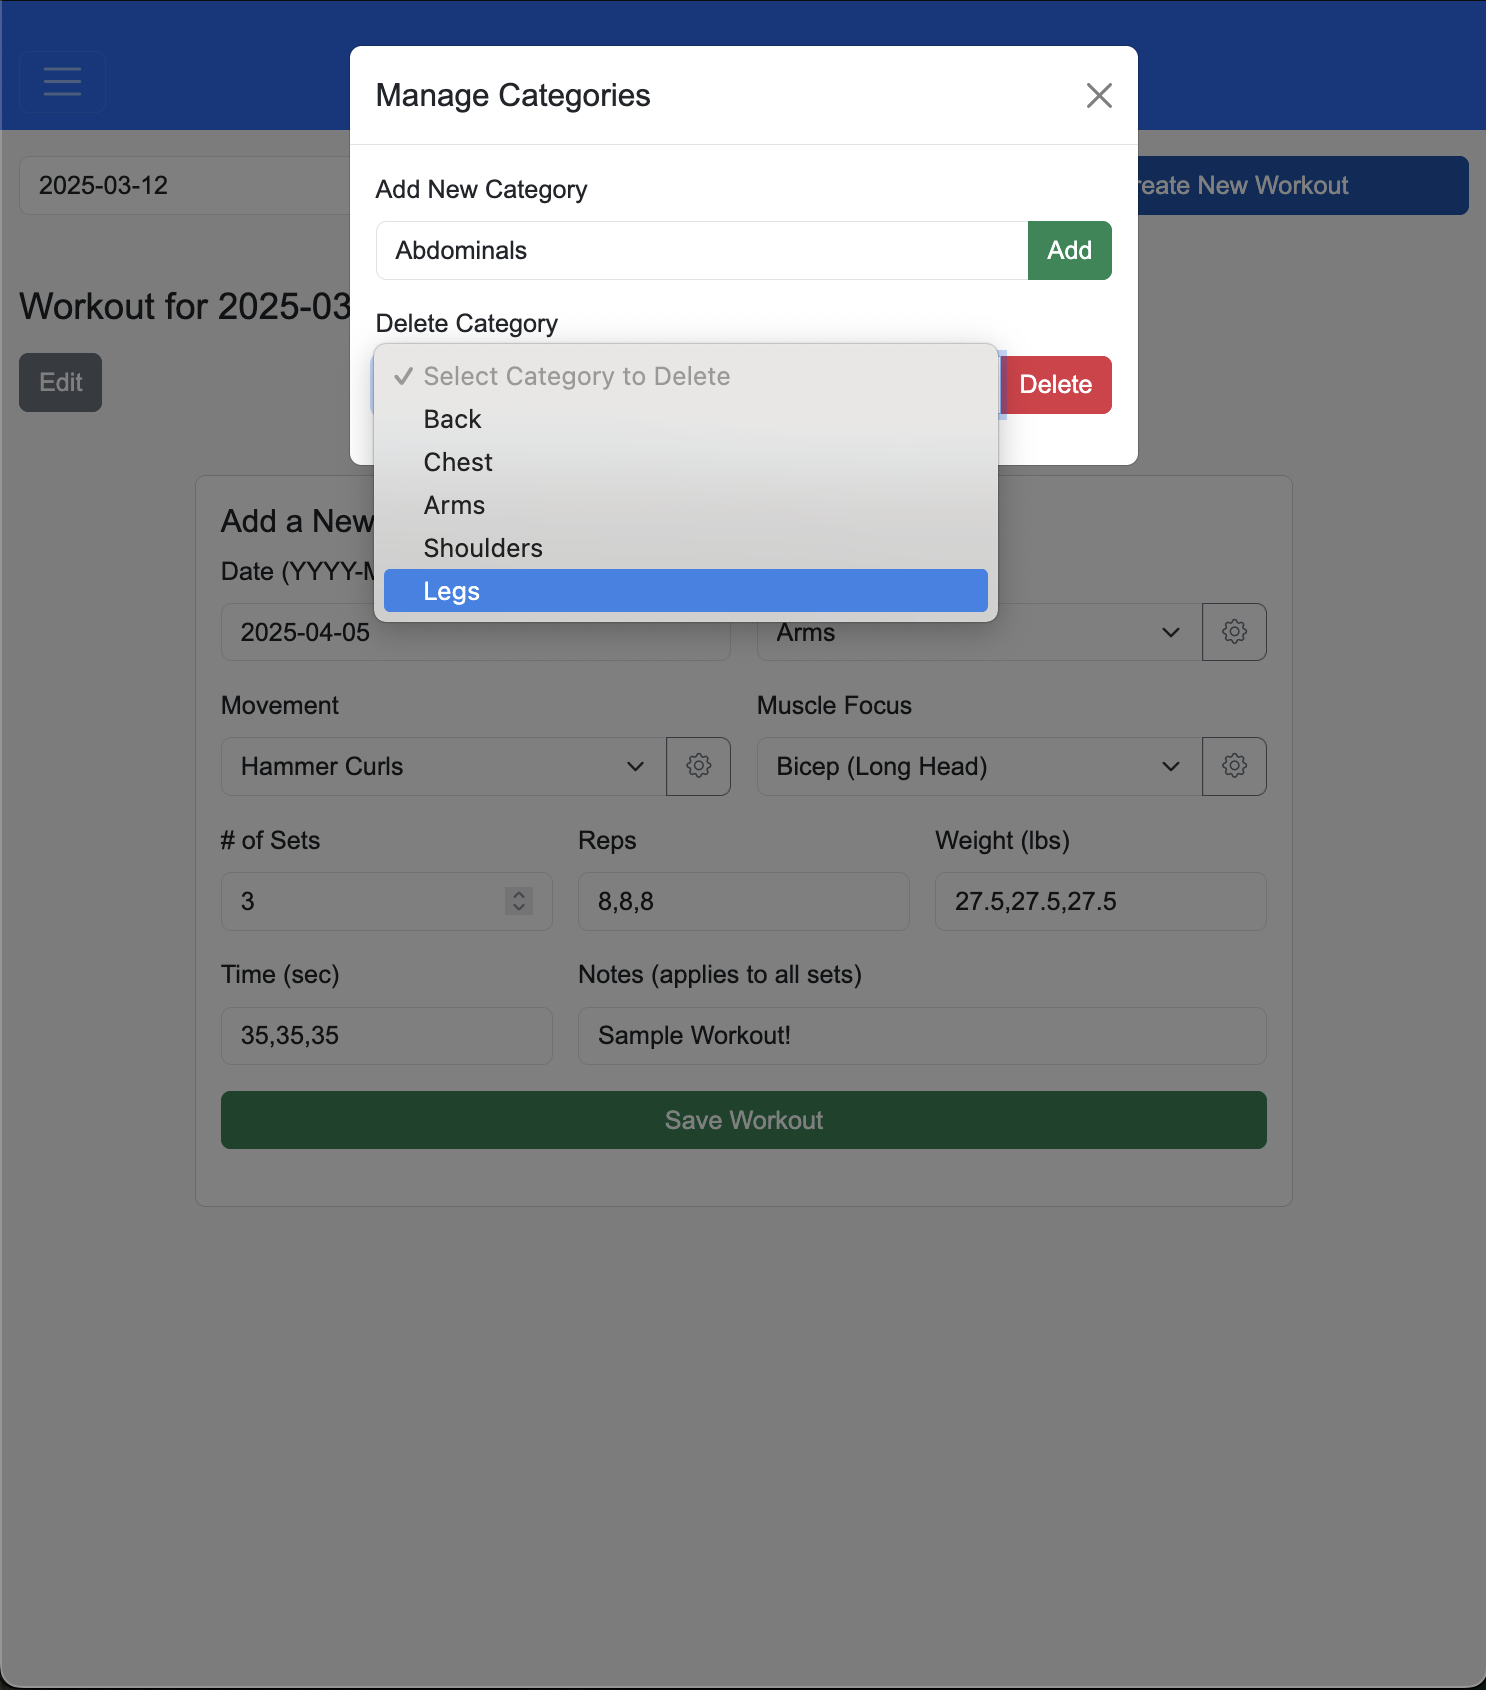 Manage Categories
2025-03-12
reate New Workout
Add New Category
Abdominals
Add
Workout for 2025-03
Delete Category
Edit
✓ Select Category to Delete
Delete
Back
Chest
Arms
Shoulders
Legs
Add a New
Date (YYYY-M
2025-04-05
Arms
Movement
Muscle Focus
Hammer Curls
Bicep (Long Head)
# of Sets
Reps
Weight (lbs)
3
8,8,8
27.5,27.5,27.5
Time (sec)
Notes (applies to all sets)
35,35,35
Sample Workout!
Save Workout